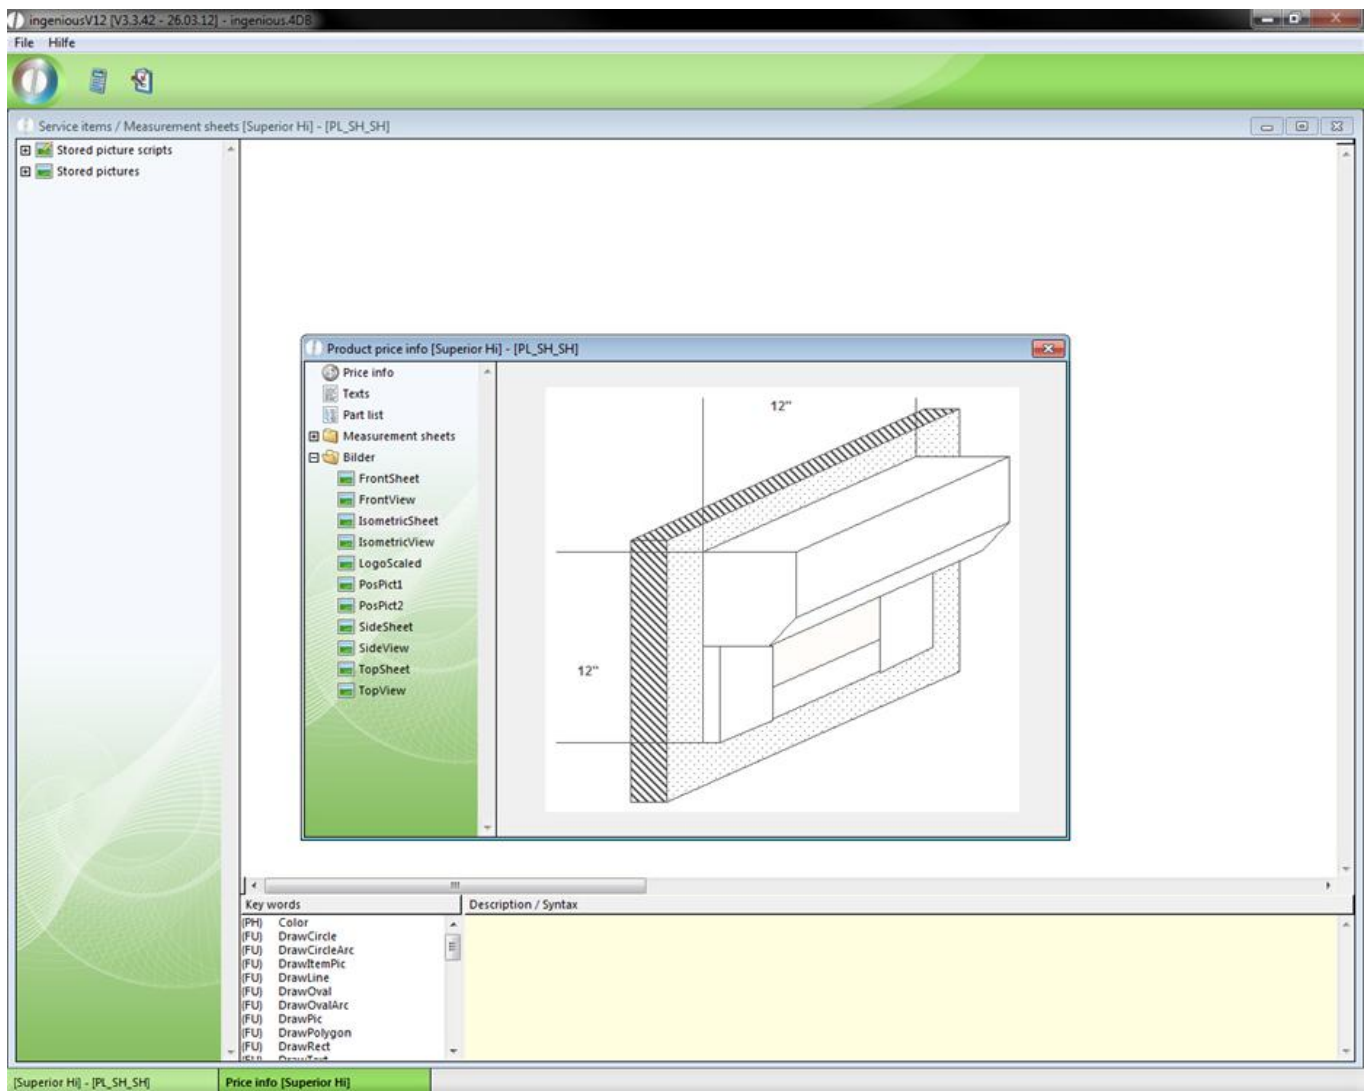 ingeniousV12 [V3.3.42 - 26.03.12] - ingenious.4DB
File Hilfe
Service items / Measurement sheets [Superior Hi] - [PL_SH_SH]
Stored picture scripts
Stored pictures
Product price info [Superior Hi] - [PL_SH_SH]
Price info
Texts
Part list
Measurement sheets
Bilder
FrontSheet
FrontView
IsometricSheet
IsometricView
LogoScaled
PosPict1
PosPict2
SideSheet
SideView
TopSheet
TopView
12"
12"
Key words
Description / Syntax
(PH) Color
(FU) DrawCircle
(FU) DrawCircleArc
(FU) DrawItemPic
(FU) DrawLine
(FU) DrawOval
(FU) DrawOvalArc
(FU) DrawPic
(FU) DrawPolygon
(FU) DrawRect
(FU) DrawText
[Superior Hi] - [PL_SH_SH]
Price info [Superior Hi]